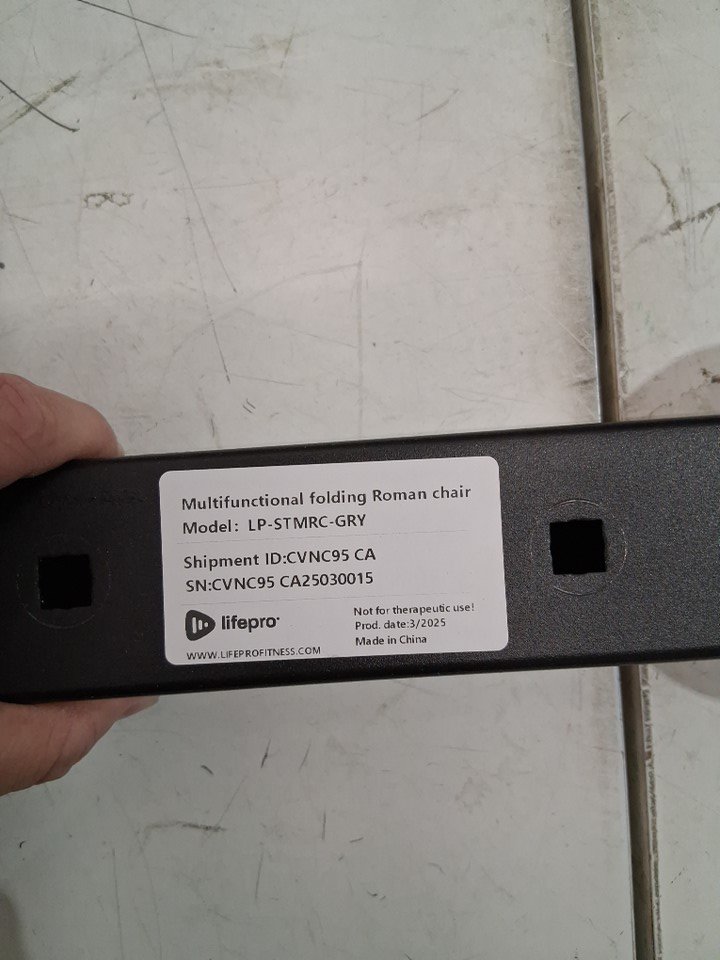 Multifunctional folding Roman chair
Model: LP-STMRC-GRY
Shipment ID:CVNC95 CA
SN:CVNC95 CA25030015
lifepro
WWW.LIFEPROFITNESS.COM
Not for therapeutic use!
Prod. date:3/2025
Made in China